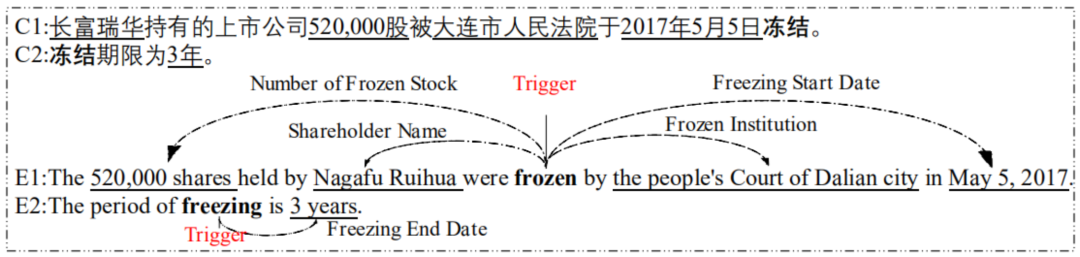 C1:长富瑞华持有的上市公司520,000股被大连市人民法院于2017年5月5日冻结。
C2:冻结期限为3年。
Number of Frozen Stock
Trigger
Freezing Start Date
Shareholder Name
Frozen Institution
E1:The 520,000 shares held by Nagafu Ruihua were frozen by the people's Court of Dalian city in May 5, 2017.
E2:The period of freezing is 3 years.
Trigger
Freezing End Date